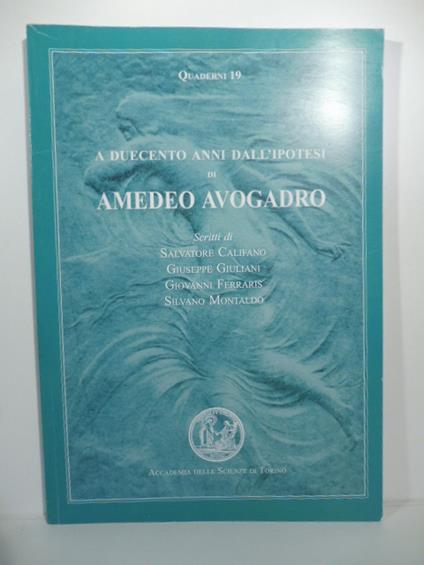 QUADERNI 19
A DUECENTO ANNI DALL'IPOTESI
DI
AMEDEO AVOGADRO
Scritti di
SALVATORE CALIFANO
GIUSEPPE GIULIANI
GIOVANNI FERRARIS
SILVANO MONTALDO
ACCADEMIA DELLE SCIENZE DI TORINO